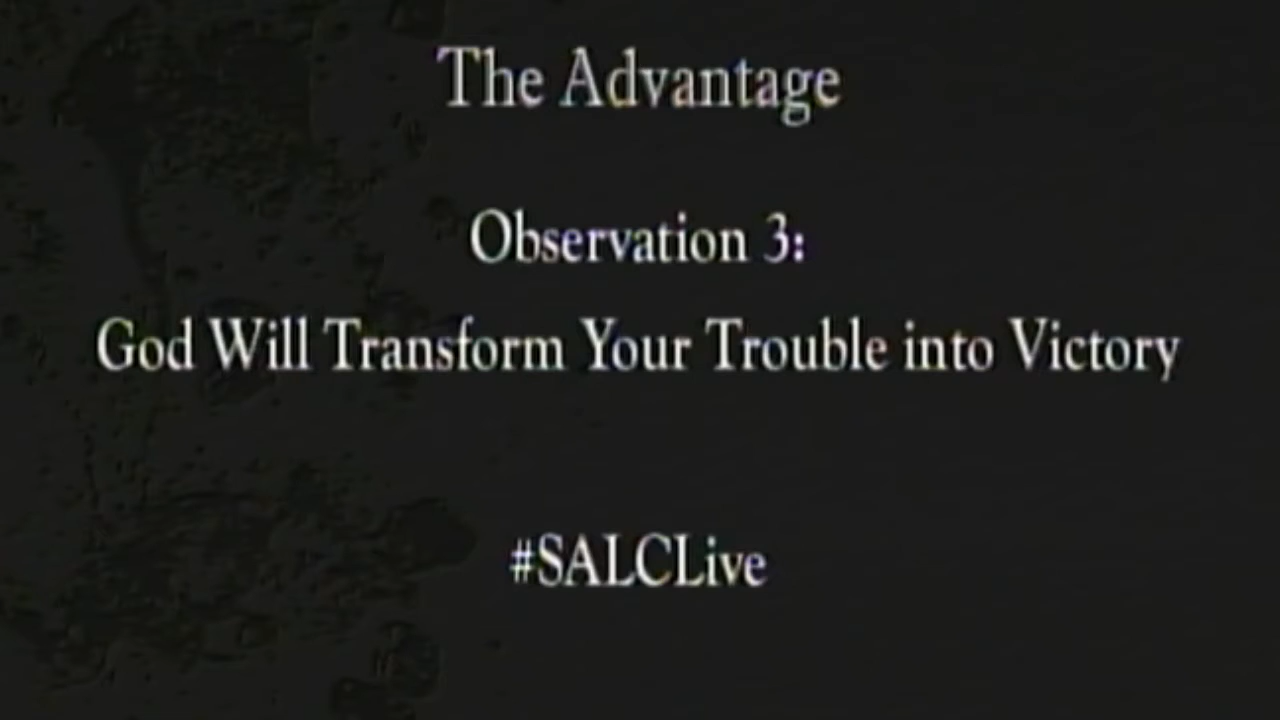 The Advantage
Observation 3:
God Will Transform Your Trouble into Victory
#SALCLive